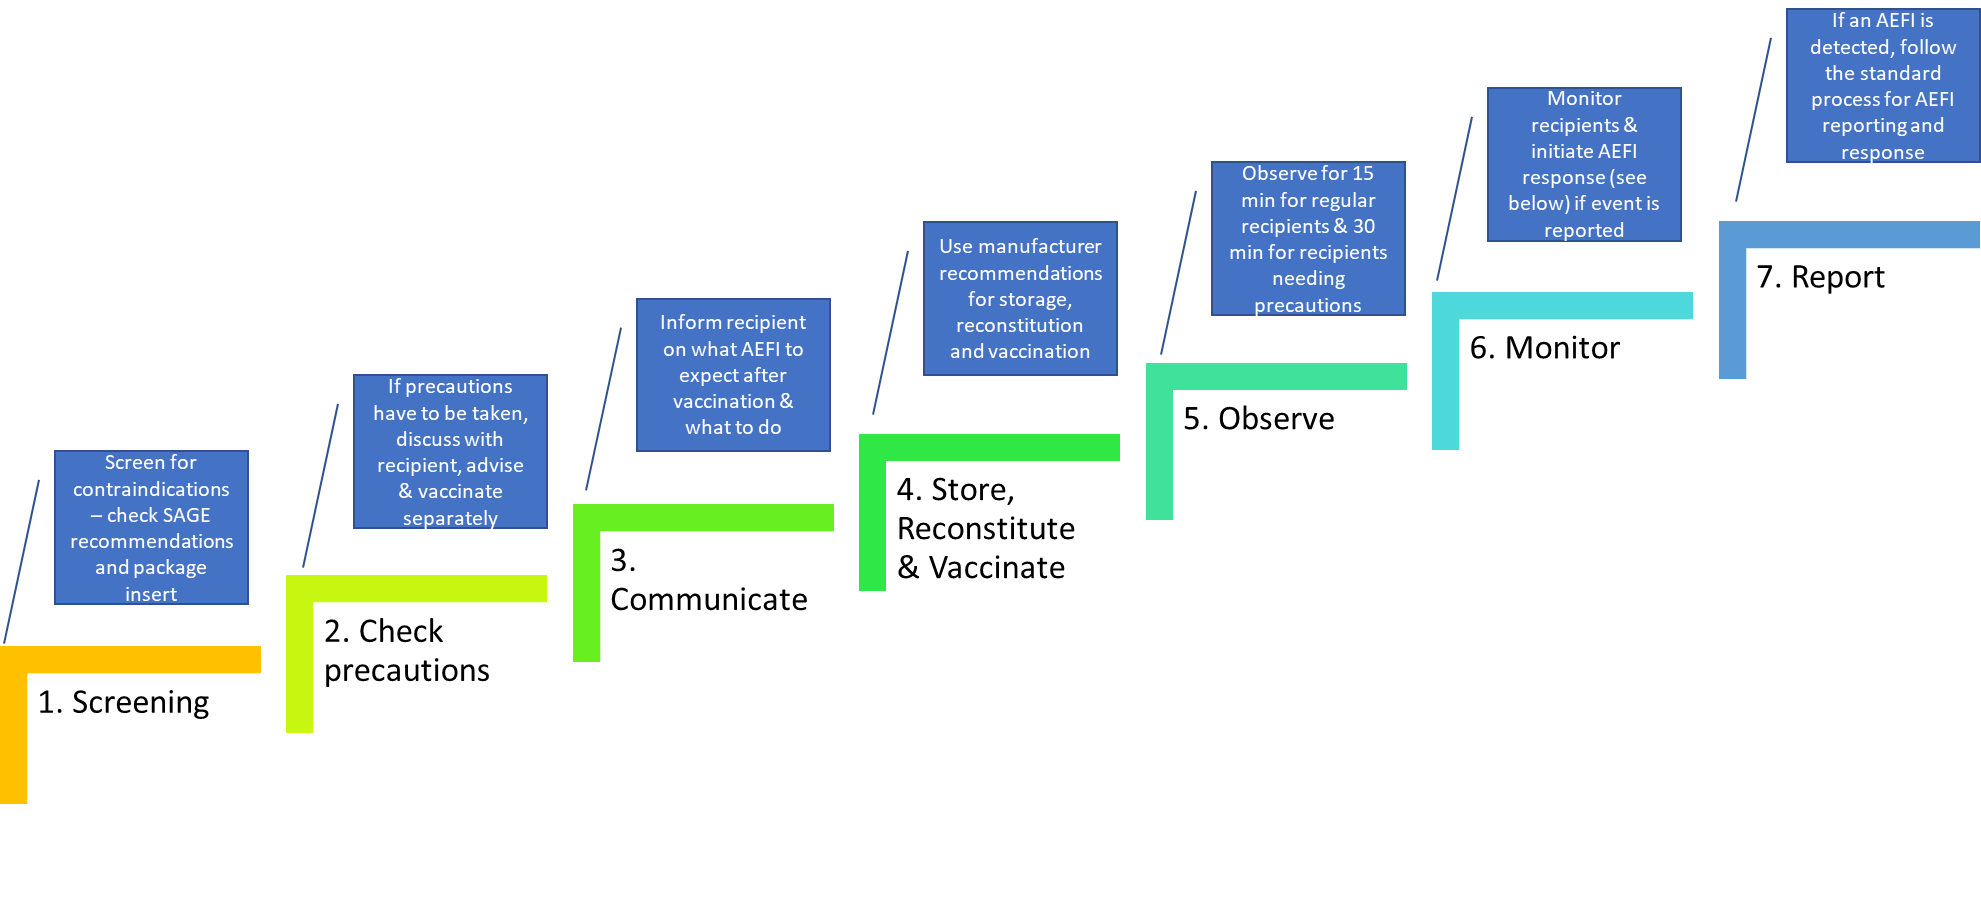 Screen for
contraindications
– check SAGE
recommendations
and package
insert
1. Screening
If precautions
have to be taken,
discuss with
recipient, advise
& vaccinate
separately
2. Check
precautions
Inform recipient
on what AEFI to
expect after
vaccination &
what to do
3.
Communicate
Use manufacturer
recommendations
for storage,
reconstitution
and vaccination
4. Store,
Reconstitute
& Vaccinate
Observe for 15
min for regular
recipients & 30
min for recipients
needing
precautions
5. Observe
Monitor
recipients &
initiate AEFI
response (see
below) if event is
reported
6. Monitor
If an AEFI is
detected, follow
the standard
process for AEFI
reporting and
response
7. Report